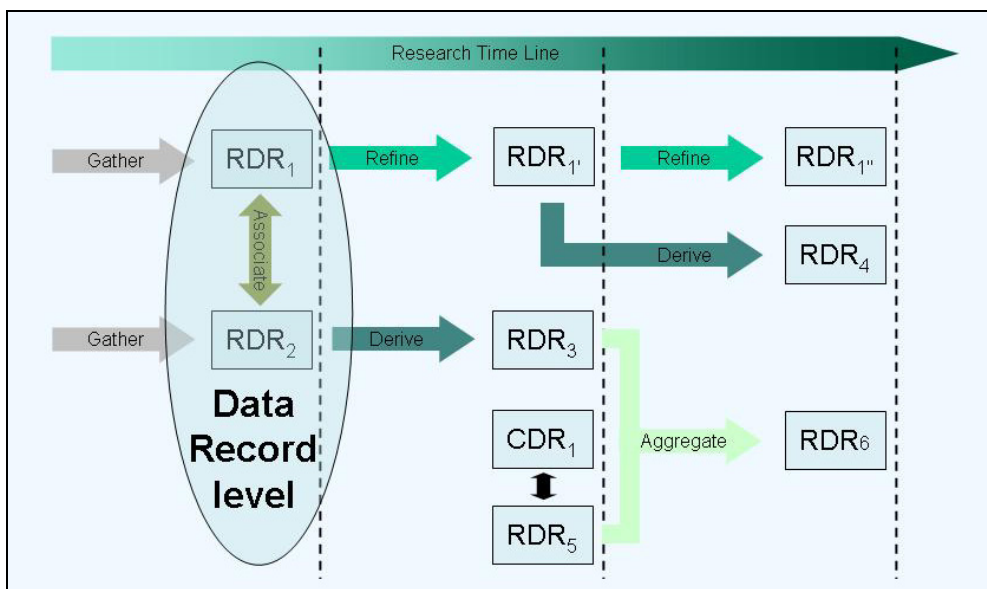 Research Time Line
Gather
RDR1
Refine
RDR1'
Refine
RDR1"
Associate
Derive
RDR4
Gather
RDR2
Derive
RDR3
Data
Record
level
CDR1
Aggregate
RDR6
RDR5